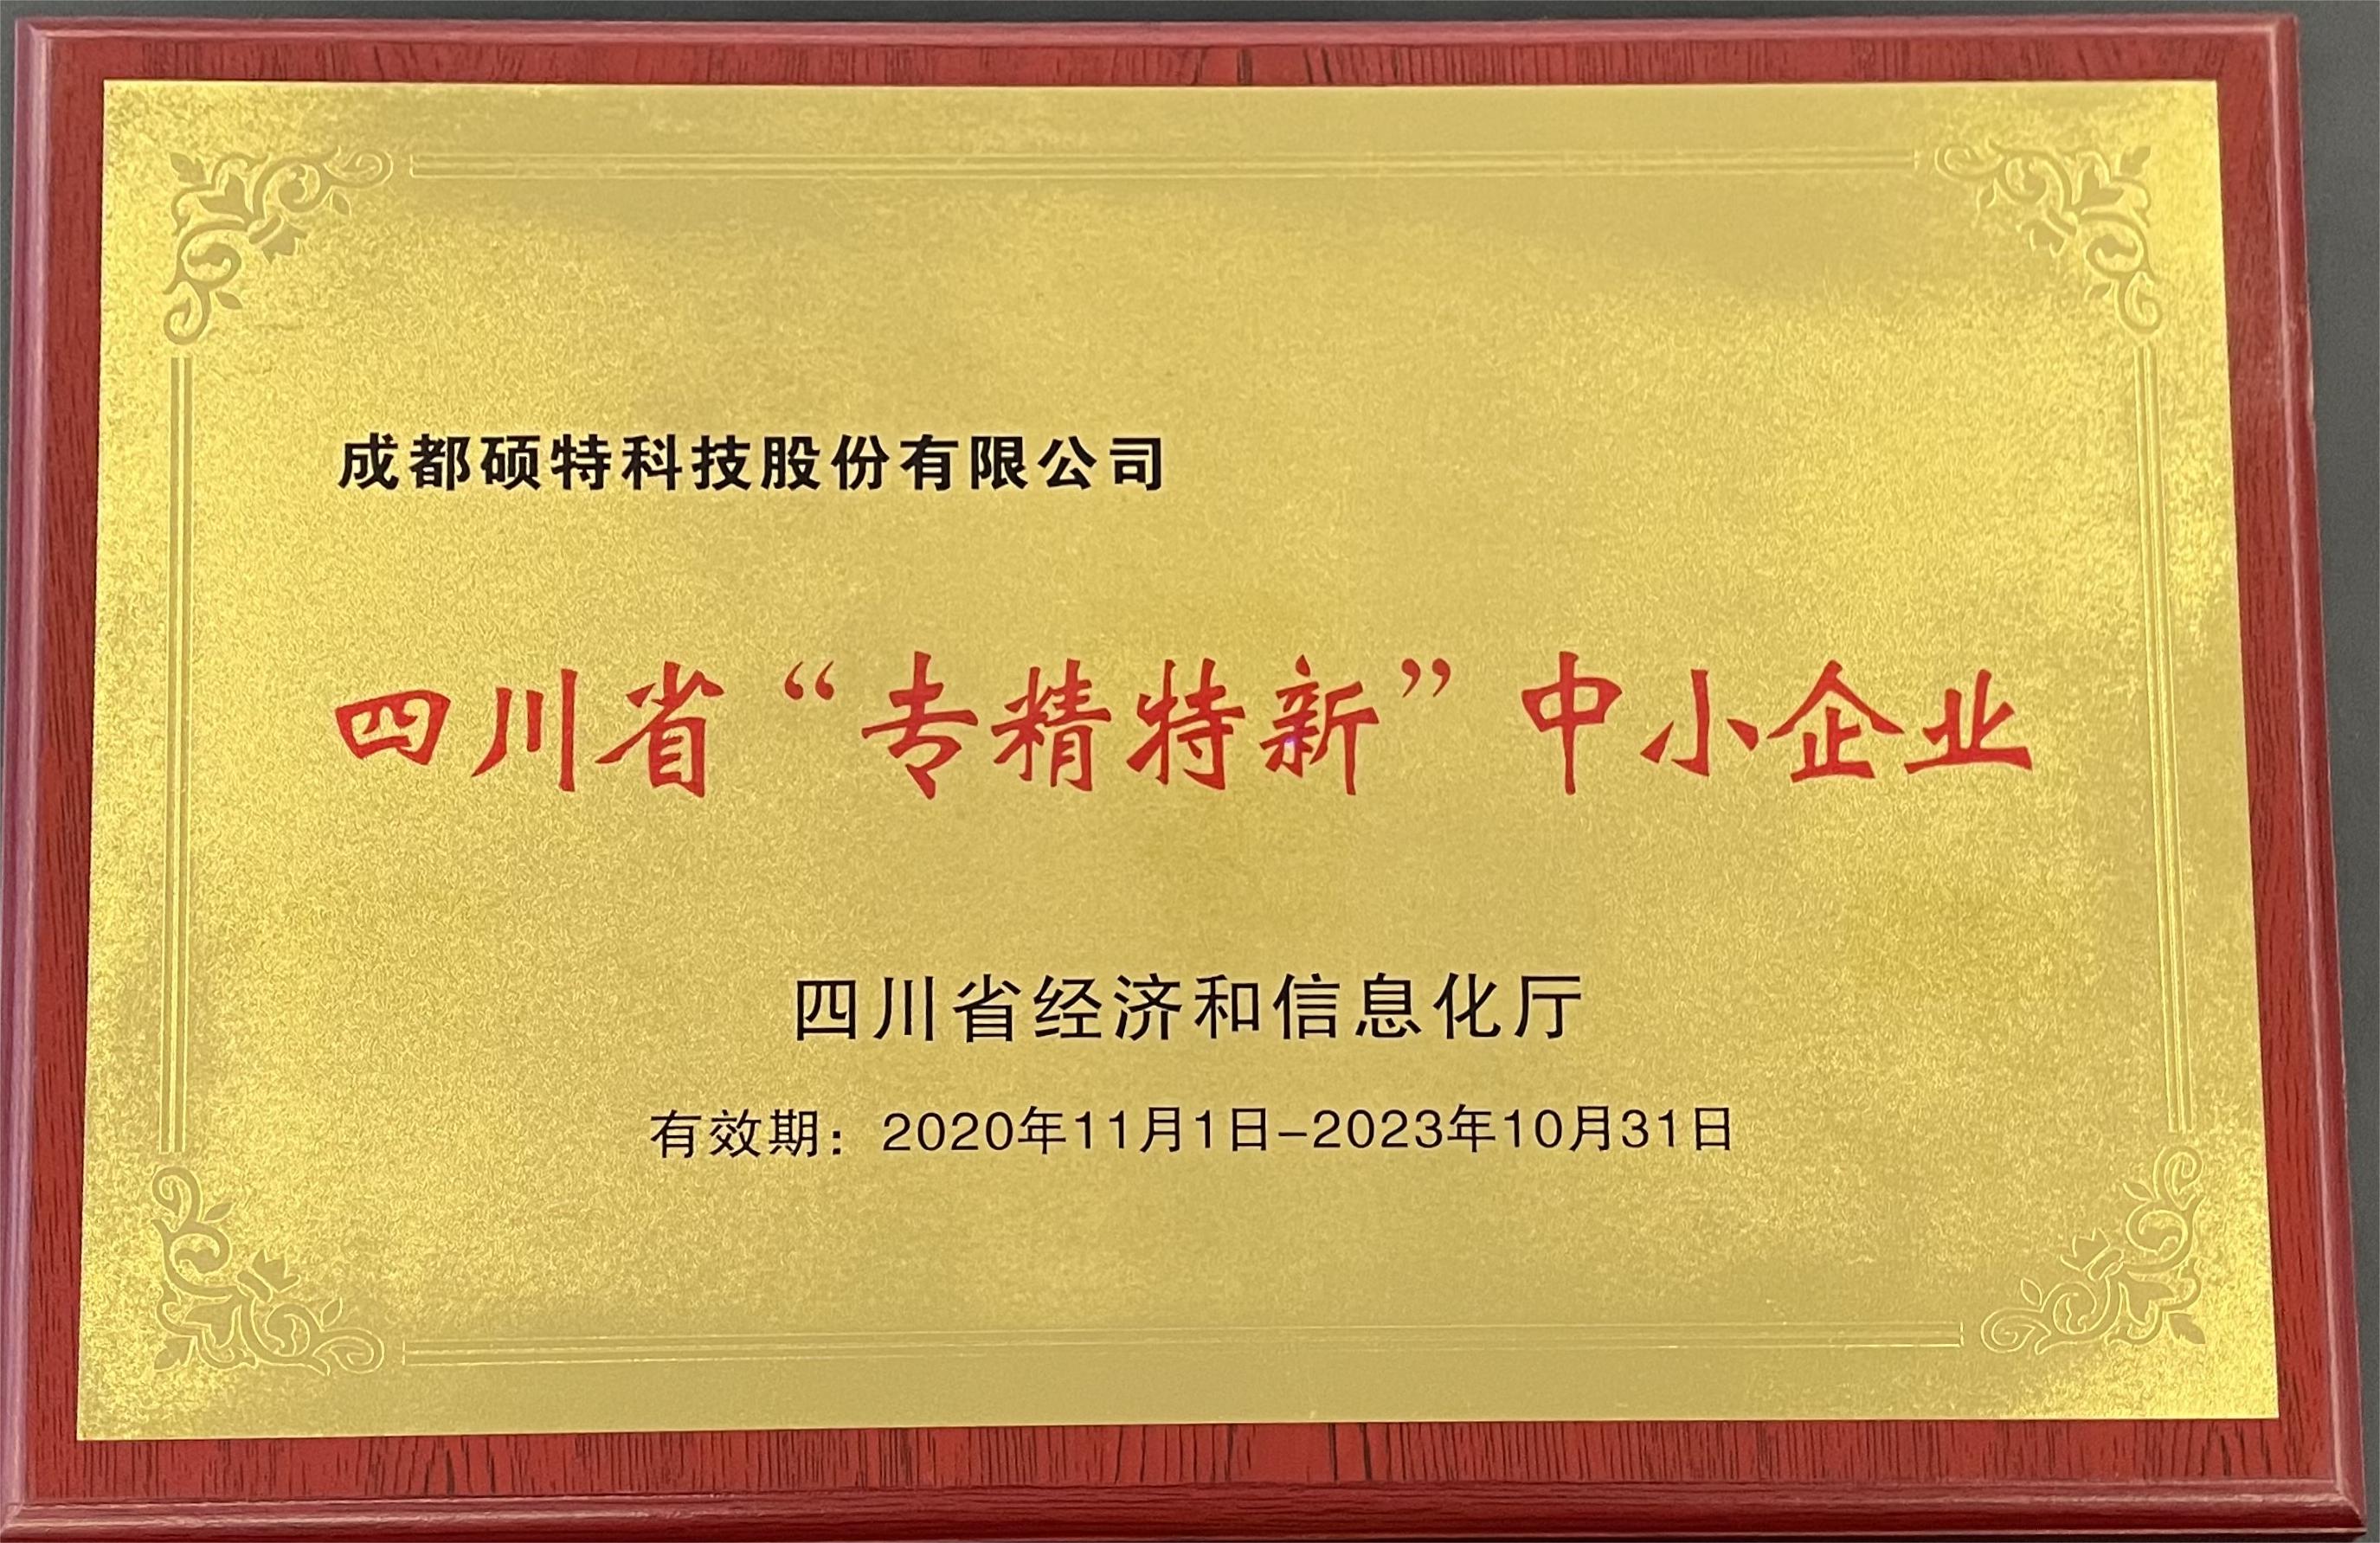 成都硕特科技股份有限公司
四川省“专精特新”中小企业
四川省经济和信息化厅
有效期：2020年11月1日-2023年10月31日